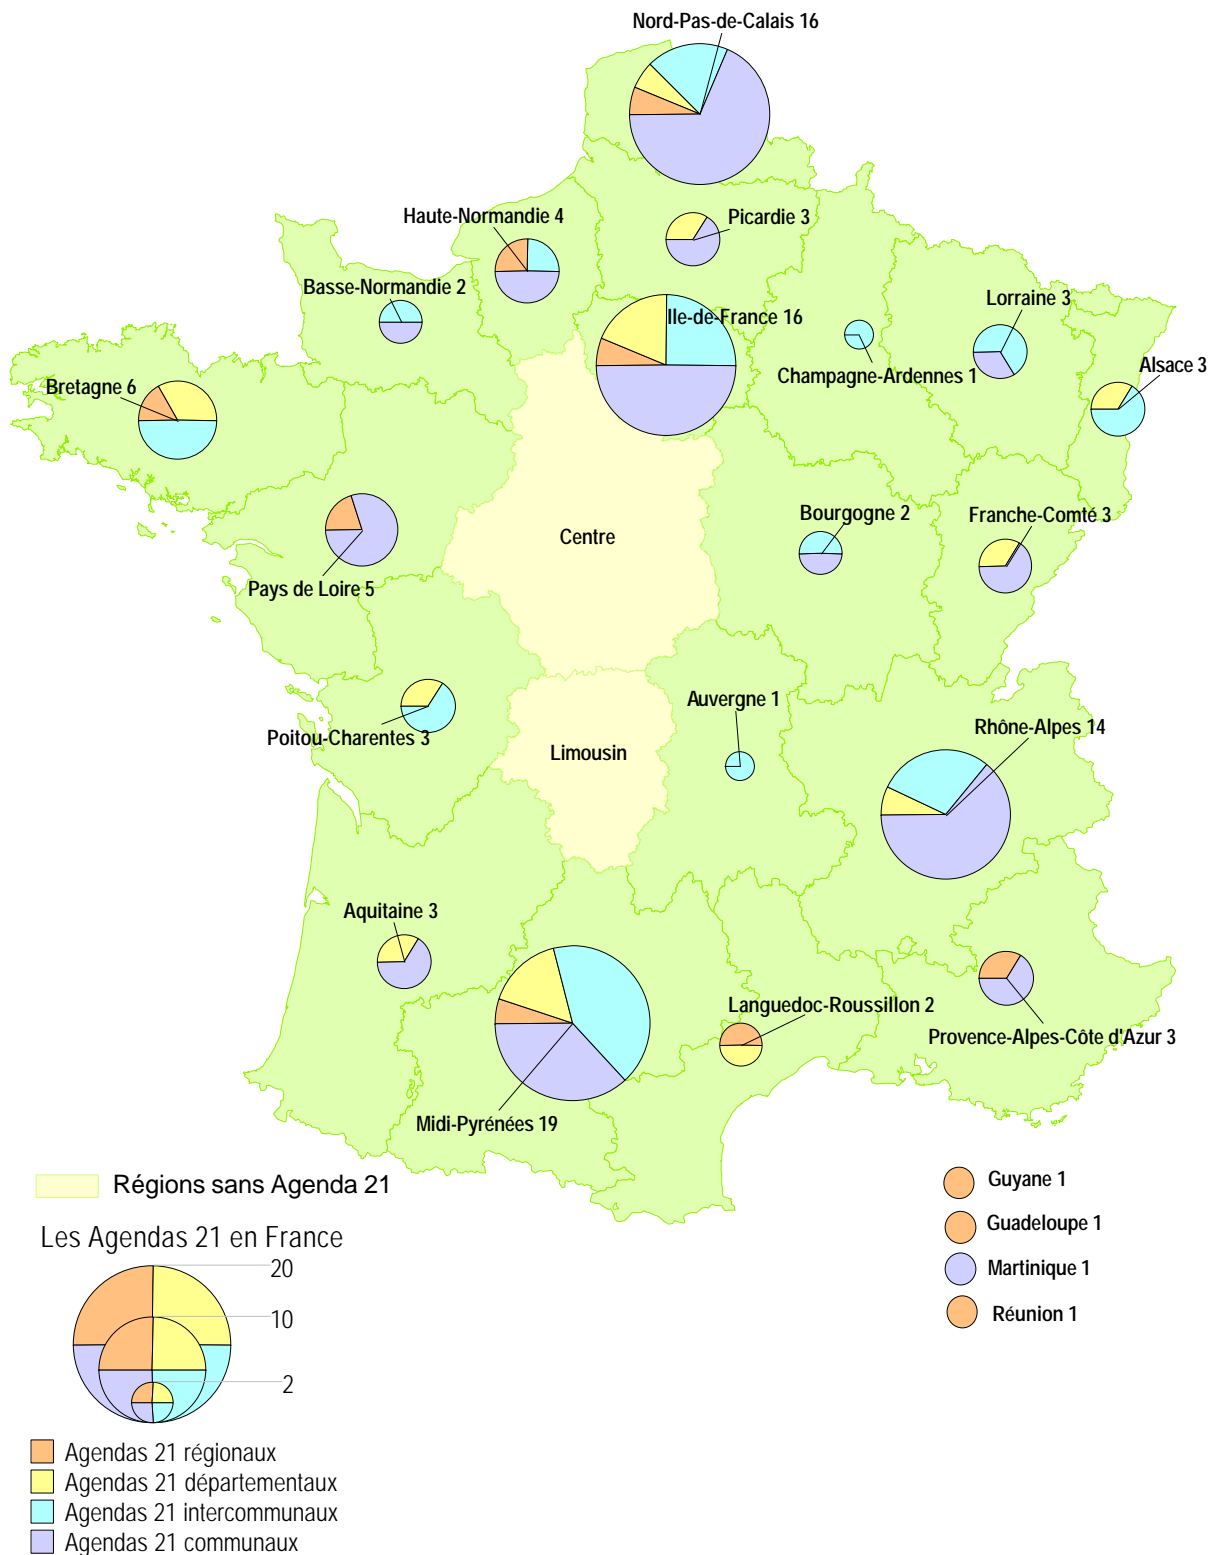 Nord-Pas-de-Calais 16
Haute-Normandie 4
Picardie 3
Basse-Normandie 2
Ile-de-France 16
Lorraine 3
Champagne-Ardennes 1
Alsace 3
Bretagne 6
Bourgogne 2
Franche-Comté 3
Centre
Pays de Loire 5
Auvergne 1
Rhône-Alpes 14
Poitou-Charentes 3
Limousin
Aquitaine 3
Languedoc-Roussillon 2
Provence-Alpes-Côte d'Azur 3
Midi-Pyrénées 19
Régions sans Agenda 21
Guyane 1
Guadeloupe 1
Martinique 1
Réunion 1
Les Agendas 21 en France
20
10
2
Agendas 21 régionaux
Agendas 21 départementaux
Agendas 21 intercommunaux
Agendas 21 communaux